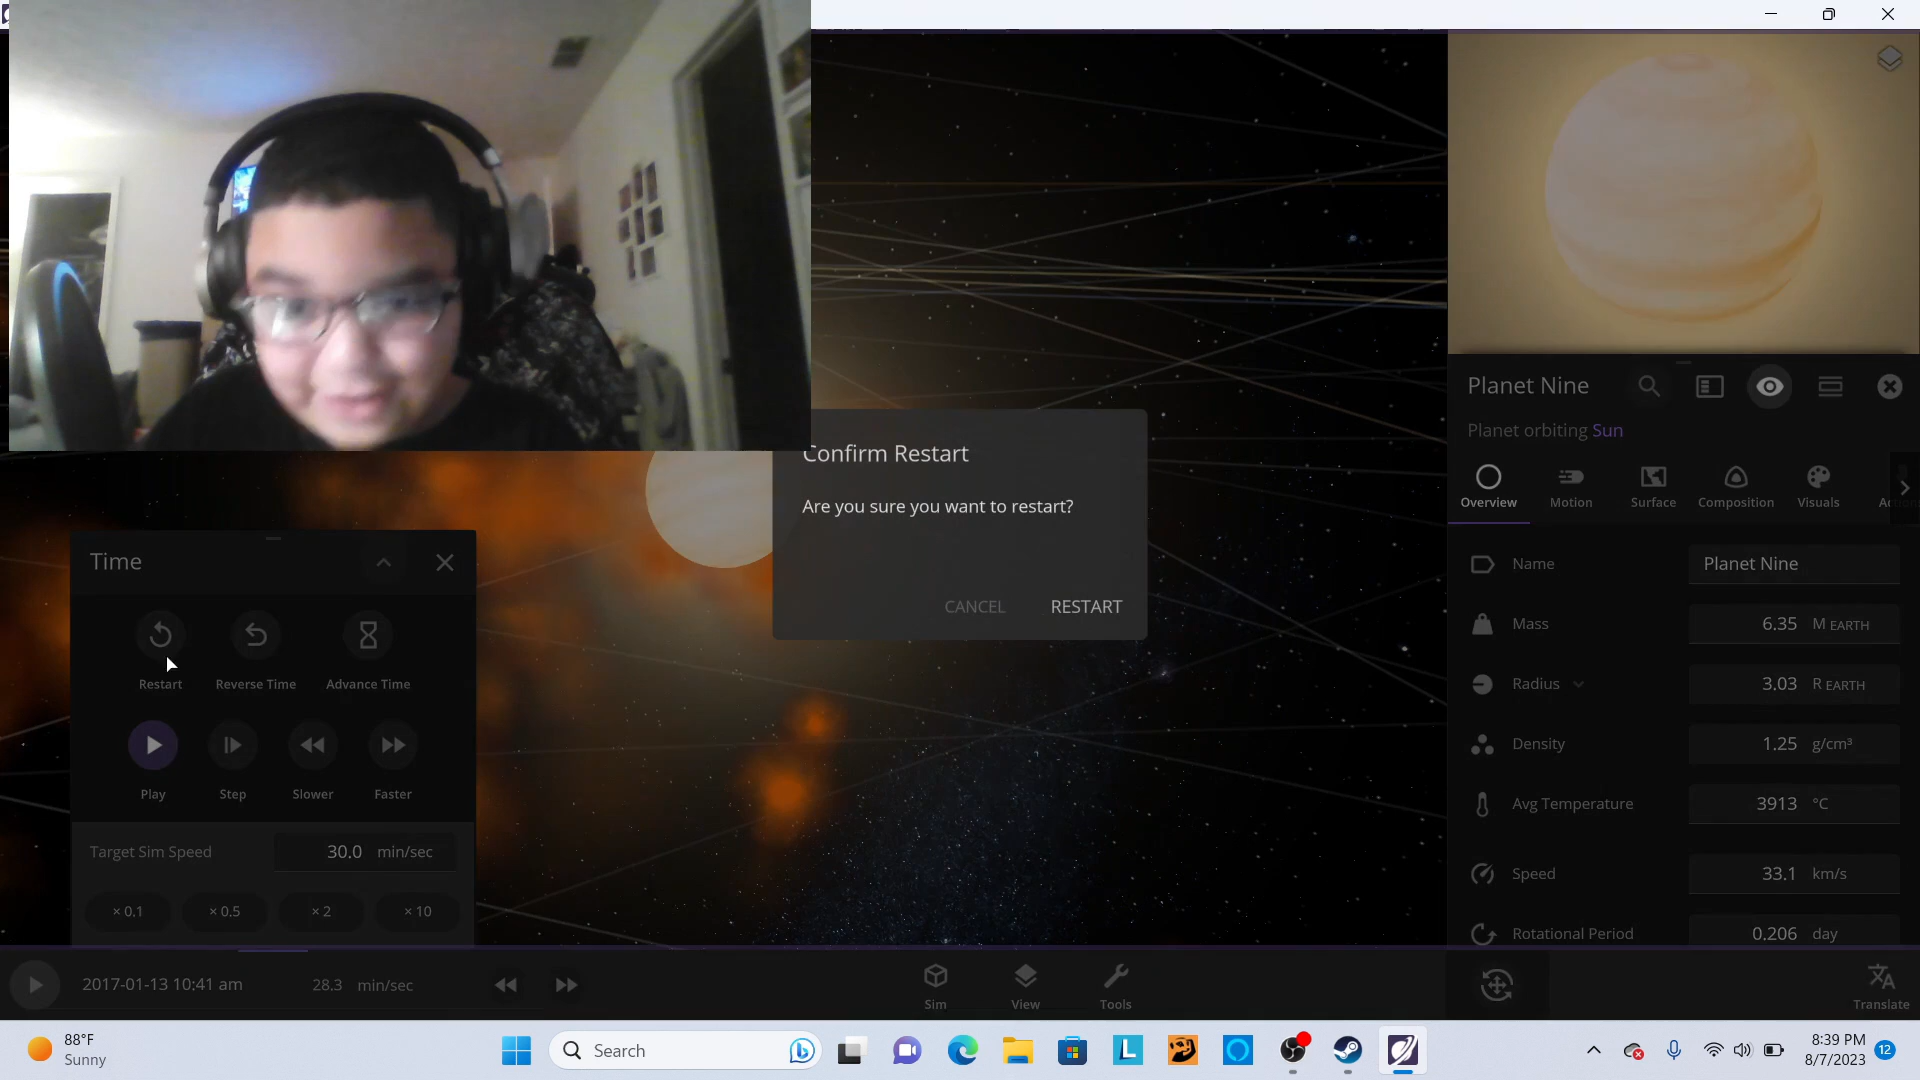 Planet Nine
Planet orbiting Sun
Overview
Motion
Surface
Composition
Visuals
Name
Planet Nine
Mass
6.35 M EARTH
Radius
3.03 R EARTH
Density
1.25 g/cm³
Avg Temperature
3913 °C
Speed
33.1 km/s
Rotational Period
0.206 day
Confirm Restart
Are you sure you want to restart?
CANCEL
RESTART
Time
Restart
Reverse Time
Advance Time
Play
Step
Slower
Faster
Target Sim Speed
30.0 min/sec
× 0.1
× 0.5
× 2
× 10
2017-01-13 10:41 am
28.3 min/sec
Sim
View
Tools
Translate
88°F
Sunny
Search
8:39 PM
8/7/2023
12